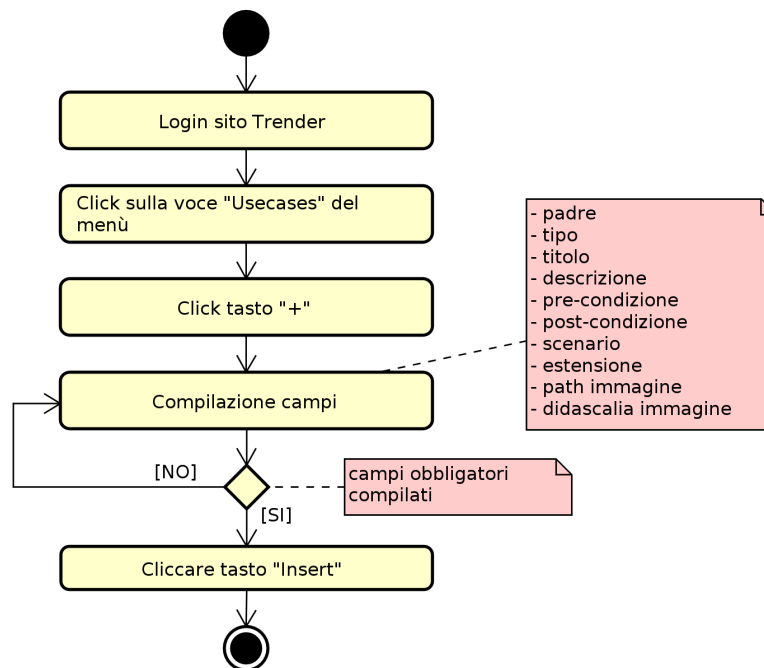 Login sito Trender
Click sulla voce "Usecases" del
menù
Click tasto "+"
- padre
- tipo
- titolo
- descrizione
- pre-condizione
- post-condizione
- scenario
- estensione
- path immagine
- didascalia immagine
Compilazione campi
[NO]
campi obbligatori
compilati
[SI]
Cliccare tasto "Insert"